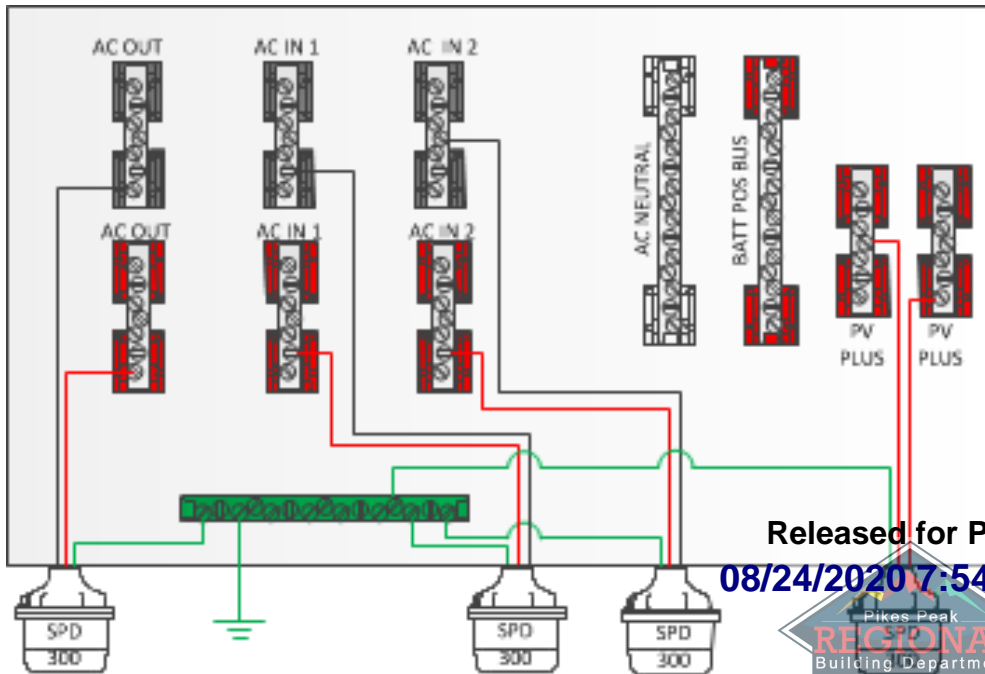 AC OUT
AC IN 1
AC IN 2
AC NEUTRAL
BATT POS BUS
AC OUT
AC IN 1
AC IN 2
PV
PLUS
PV
PLUS
Released for P
08/24/2020 7:54
SPD
300
SPD
300
SPD
300
SPD
Pikes Peak
REGIONA
Building Departme